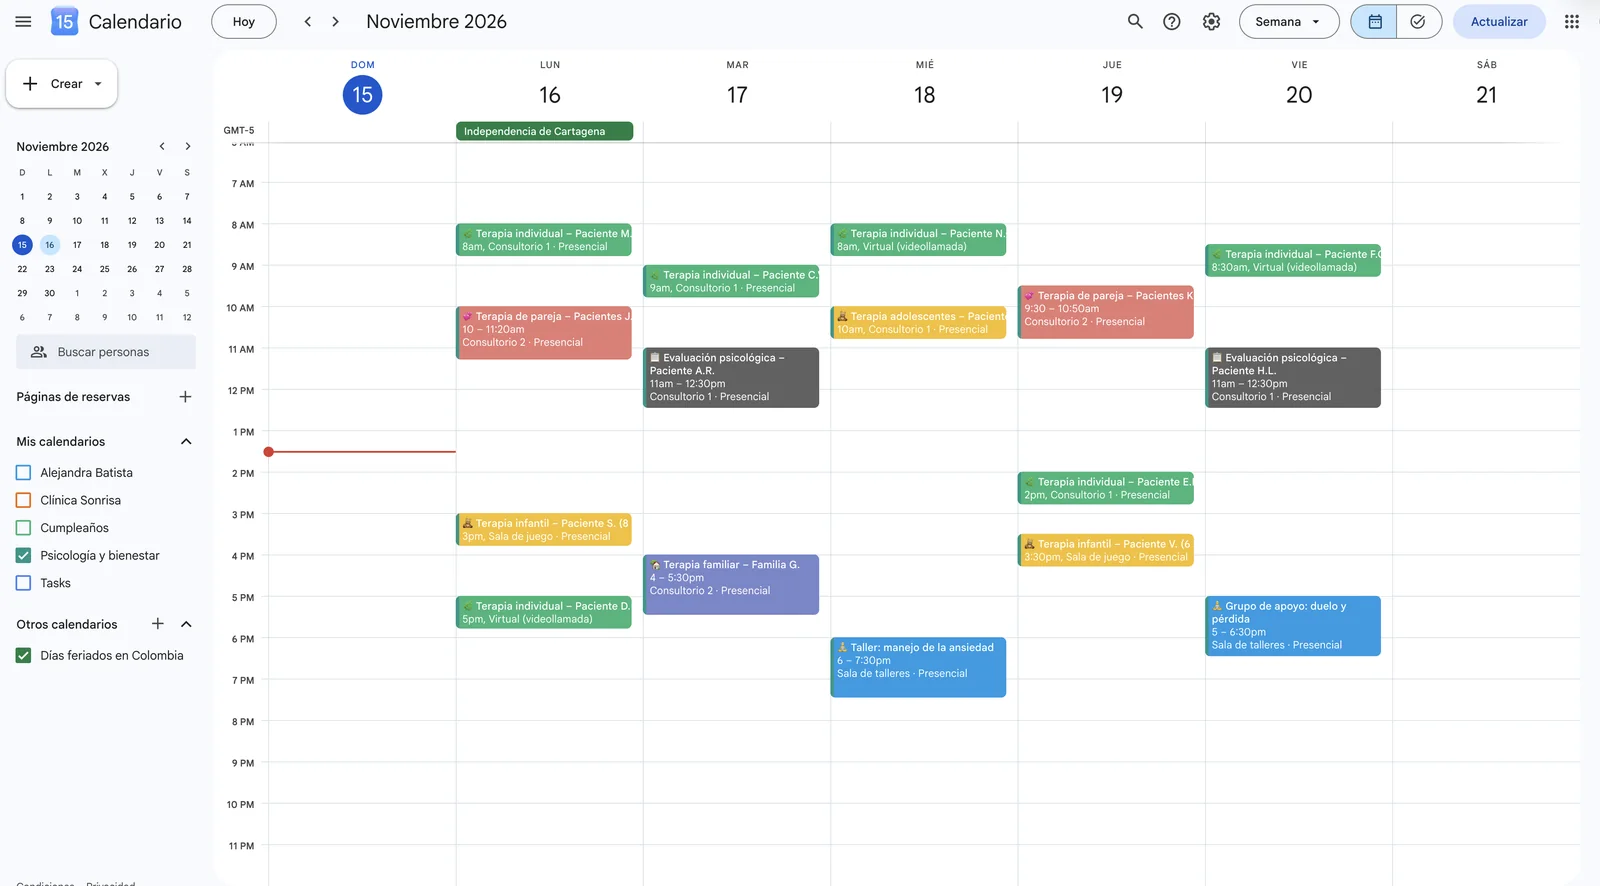 15 Calendario
Hoy
Noviembre 2026
Semana
Actualizar
Crear
Noviembre 2026
D L M X J V S
1 2 3 4 5 6 7
8 9 10 11 12 13 14
15 16 17 18 19 20 21
22 23 24 25 26 27 28
29 30 1 2 3 4 5
6 7 8 9 10 11 12
Buscar personas
Páginas de reservas
Mis calendarios
Alejandra Batista
Clínica Sonrisa
Cumpleaños
Psicología y bienestar
Tasks
Otros calendarios
Días feriados en Colombia
Condiciones – Privacidad
DOM
15
LUN
16
MAR
17
MIÉ
18
JUE
19
VIE
20
SÁB
21
GMT-5
Independencia de Cartagena
7 AM
8 AM
9 AM
10 AM
11 AM
12 PM
1 PM
2 PM
3 PM
4 PM
5 PM
6 PM
7 PM
8 PM
9 PM
10 PM
11 PM
Terapia individual – Paciente M.
8am, Consultorio 1 · Presencial
Terapia de pareja – Pacientes J.
10 – 11:20am
Consultorio 2 · Presencial
Terapia infantil – Paciente S. (8
3pm, Sala de juego · Presencial
Terapia individual – Paciente D.
5pm, Virtual (videollamada)
Terapia individual – Paciente C.
9am, Consultorio 1 · Presencial
Evaluación psicológica –
Paciente A.R.
11am – 12:30pm
Consultorio 1 · Presencial
Terapia familiar – Familia G.
4 – 5:30pm
Consultorio 2 · Presencial
Terapia individual – Paciente N.
8am, Virtual (videollamada)
Terapia adolescentes – Paciente
10am, Consultorio 1 · Presencial
Taller: manejo de la ansiedad
6 – 7:30pm
Sala de talleres · Presencial
Terapia de pareja – Pacientes K
9:30 – 10:50am
Consultorio 2 · Presencial
Terapia individual – Paciente E.
2pm, Consultorio 1 · Presencial
Terapia infantil – Paciente V. (6
3:30pm, Sala de juego · Presencial
Terapia individual – Paciente F.
8:30am, Virtual (videollamada)
Evaluación psicológica –
Paciente H.L.
11am – 12:30pm
Consultorio 1 · Presencial
Grupo de apoyo: duelo y
pérdida
5 – 6:30pm
Sala de talleres · Presencial